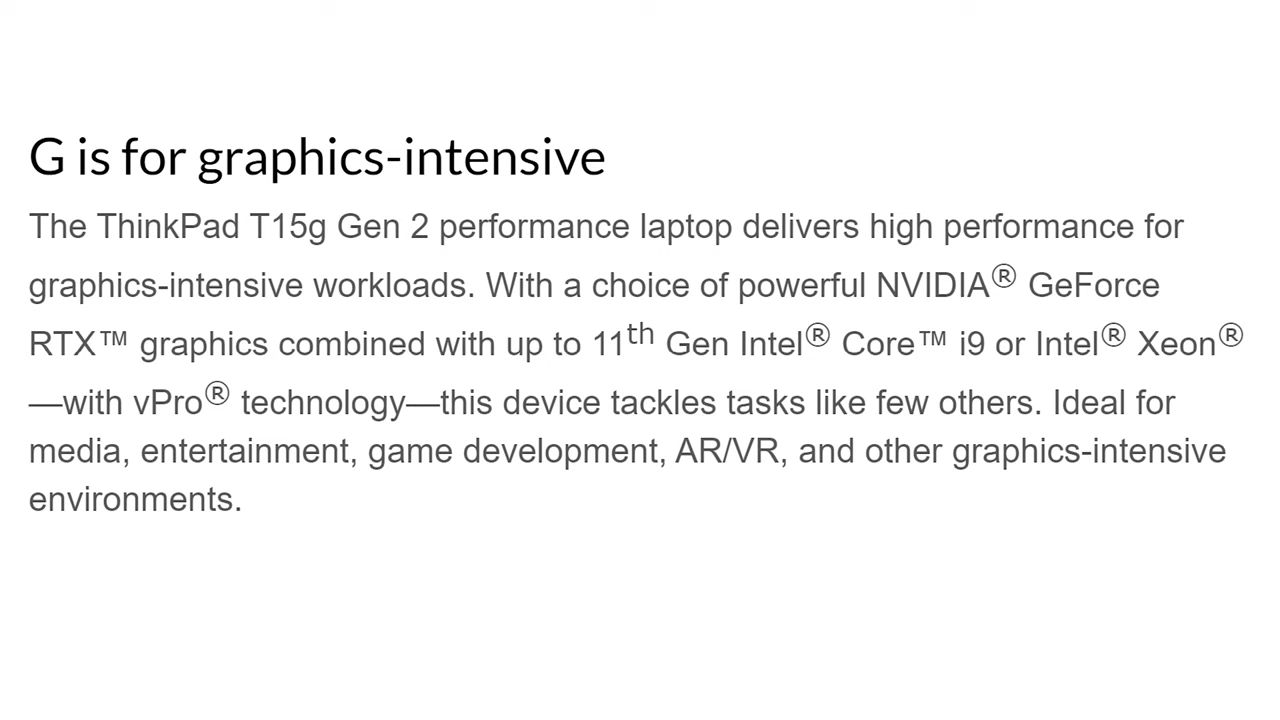 G is for graphics-intensive
The ThinkPad T15g Gen 2 performance laptop delivers high performance for
graphics-intensive workloads. With a choice of powerful NVIDIA® GeForce
RTX™ graphics combined with up to 11th Gen Intel® Core™ i9 or Intel® Xeon®
—with vPro® technology—this device tackles tasks like few others. Ideal for
media, entertainment, game development, AR/VR, and other graphics-intensive
environments.